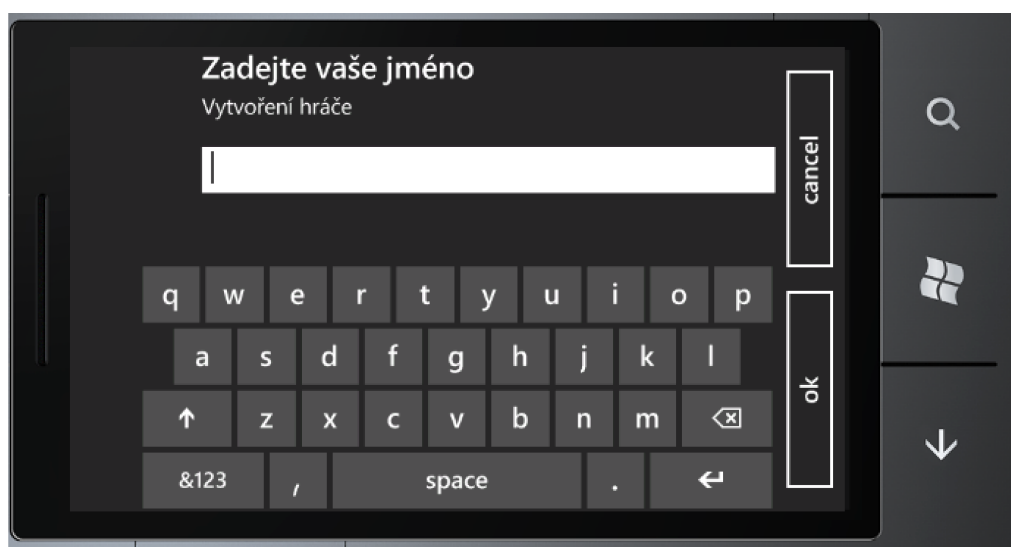 Zadejte vaše jméno
Vytvoření hráče
cancel
q w e r t y u i o p
a s d f g h j k l
z x c v b n m
ok
&123 , space .